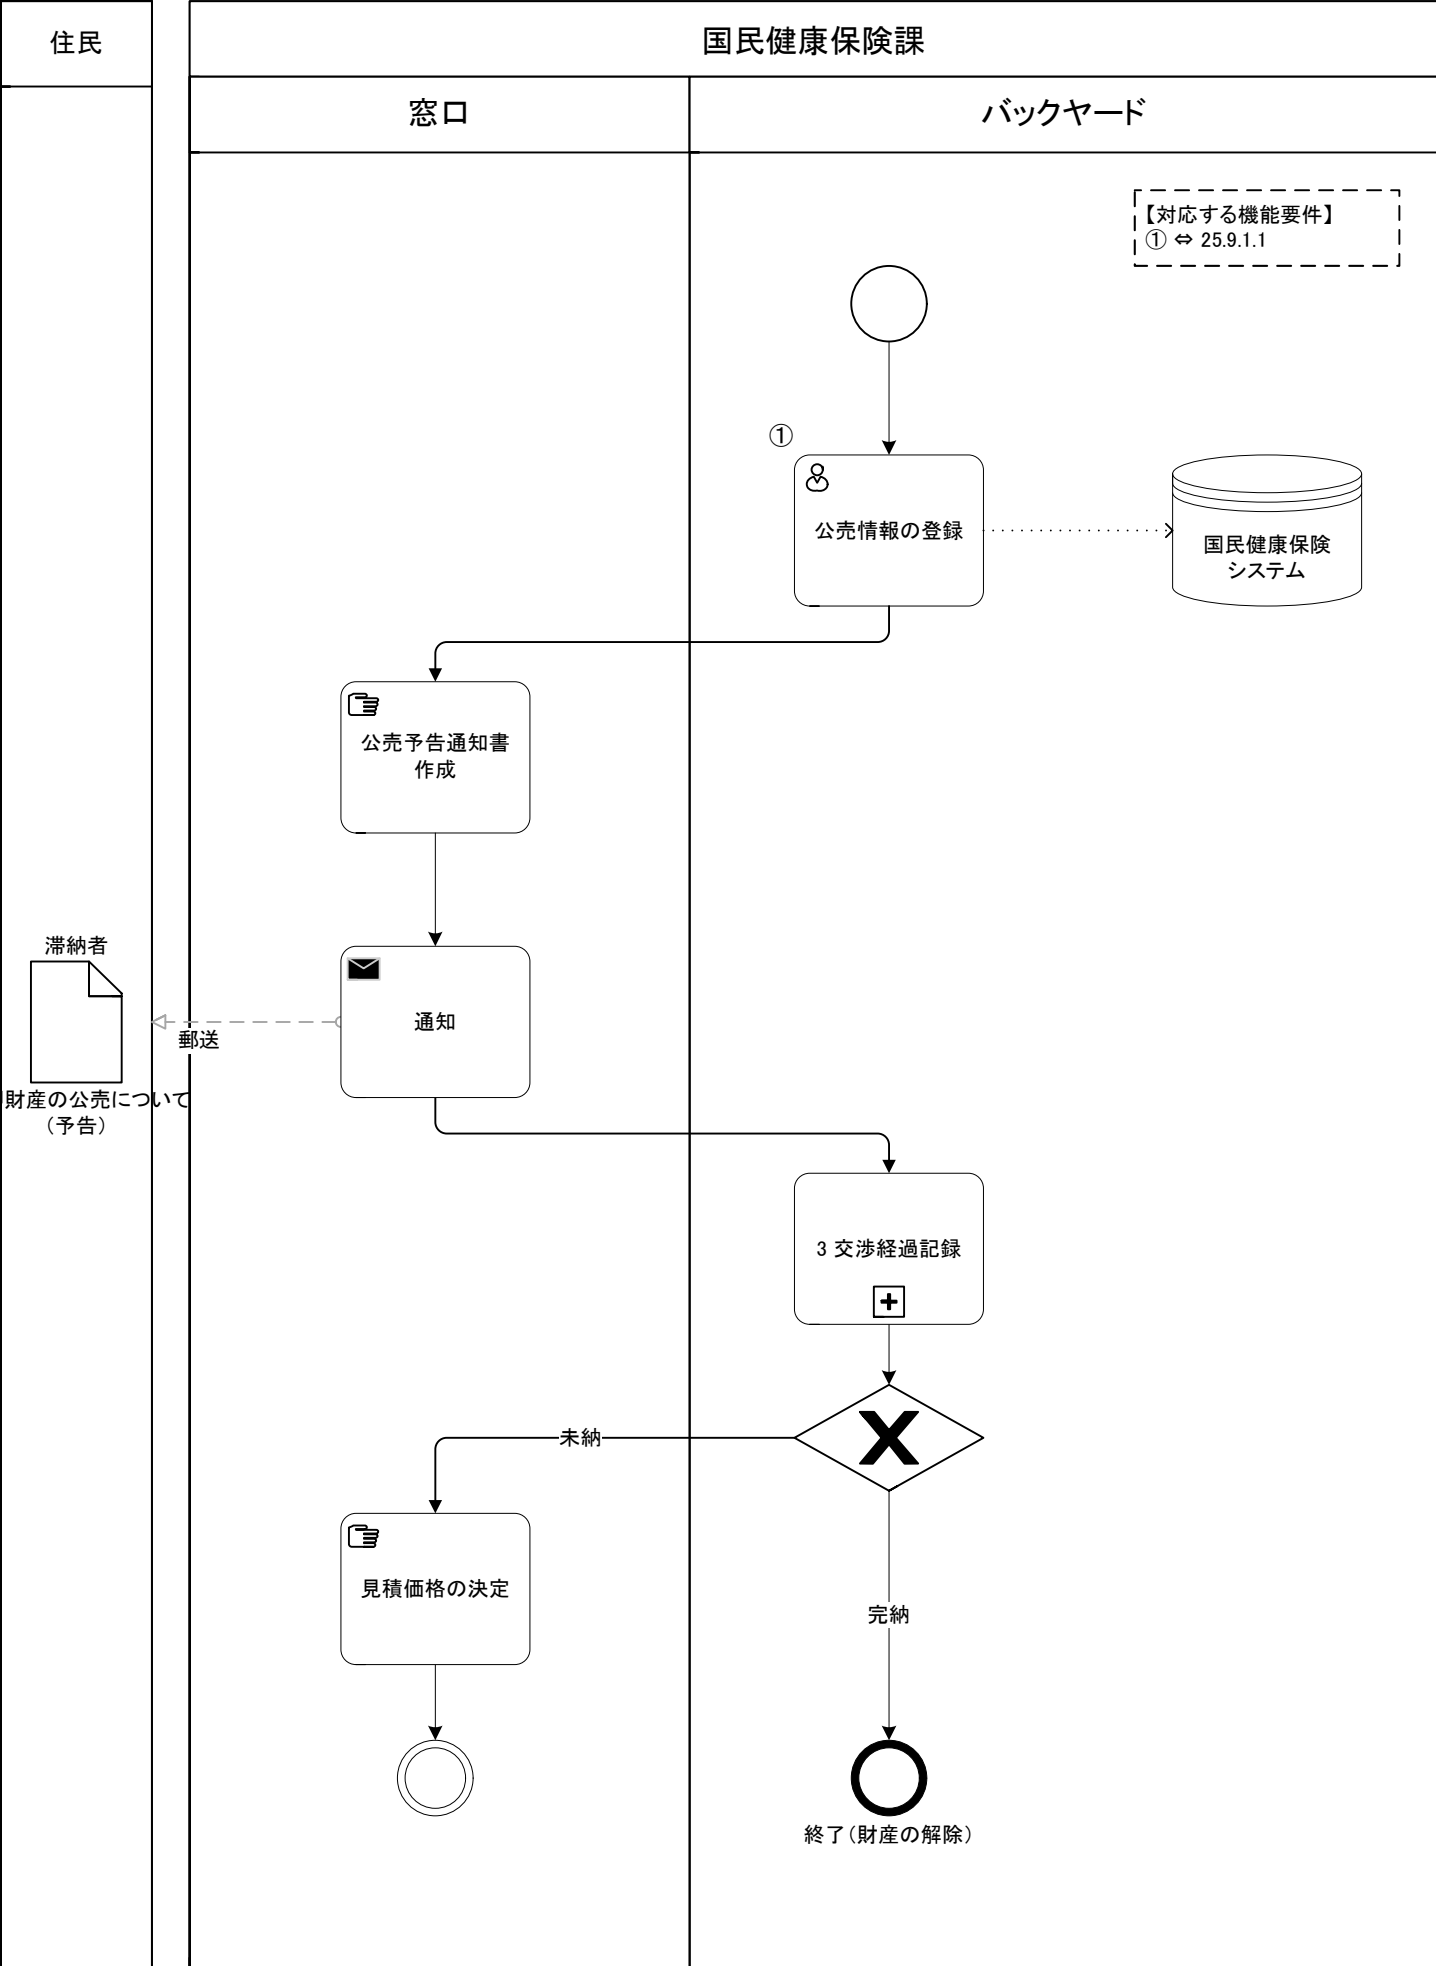 住民
国民健康保険課
窓口
バックヤード
【対応する機能要件】
① ⇔ 25.9.1.1
①
公売情報の登録
国民健康保険
システム
公売予告通知書
作成
滞納者
通知
郵送
財産の公売について
（予告）
3 交渉経過記録
未納
見積価格の決定
完納
終了（財産の解除）